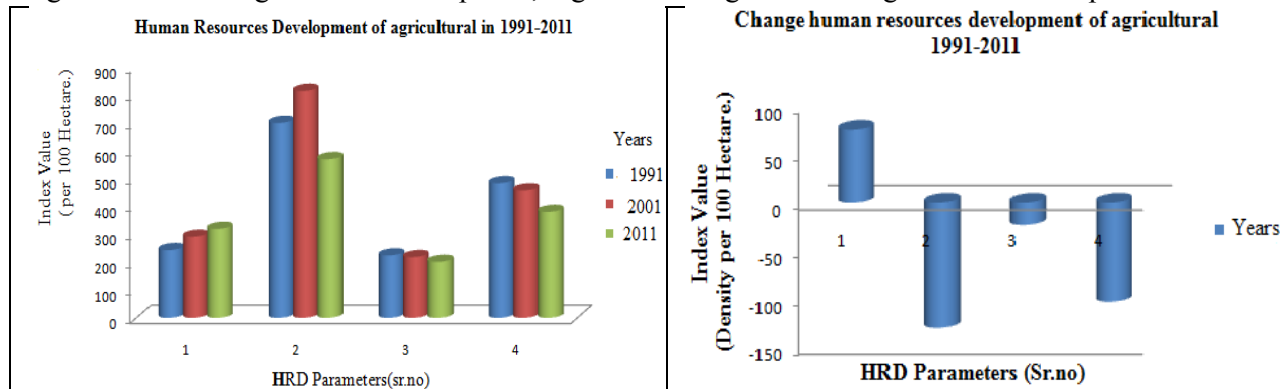 Human Resources Development of agricultural in 1991-2011
900
800
700
600
500
400
300
200
100
0
Index Value
(per 100 Hectare.)
1 2 3 4
HRD Parameters(sr.no)
Years
1991
2001
2011
Change human resources development of agricultural
1991-2011
100
50
0
-50
-100
-150
Index Value
(Density per 100 Hectare.)
1 2 3 4
HRD Parameters (Sr.no)
Years